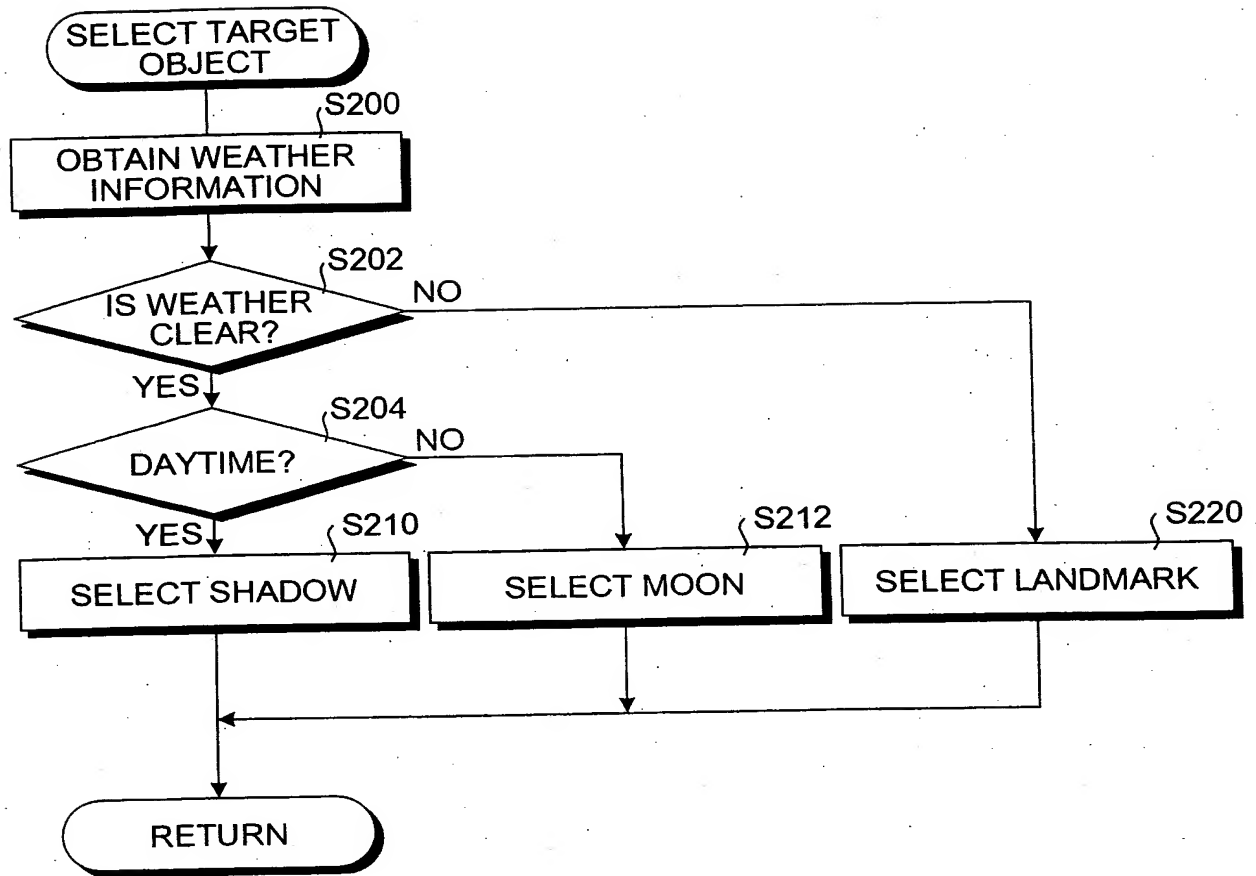 SELECT TARGET
OBJECT
S200
OBTAIN WEATHER
INFORMATION
S202
IS WEATHER
CLEAR?
NO
YES
S204
DAYTIME?
NO
YES
S210
SELECT SHADOW
S212
SELECT MOON
S220
SELECT LANDMARK
RETURN